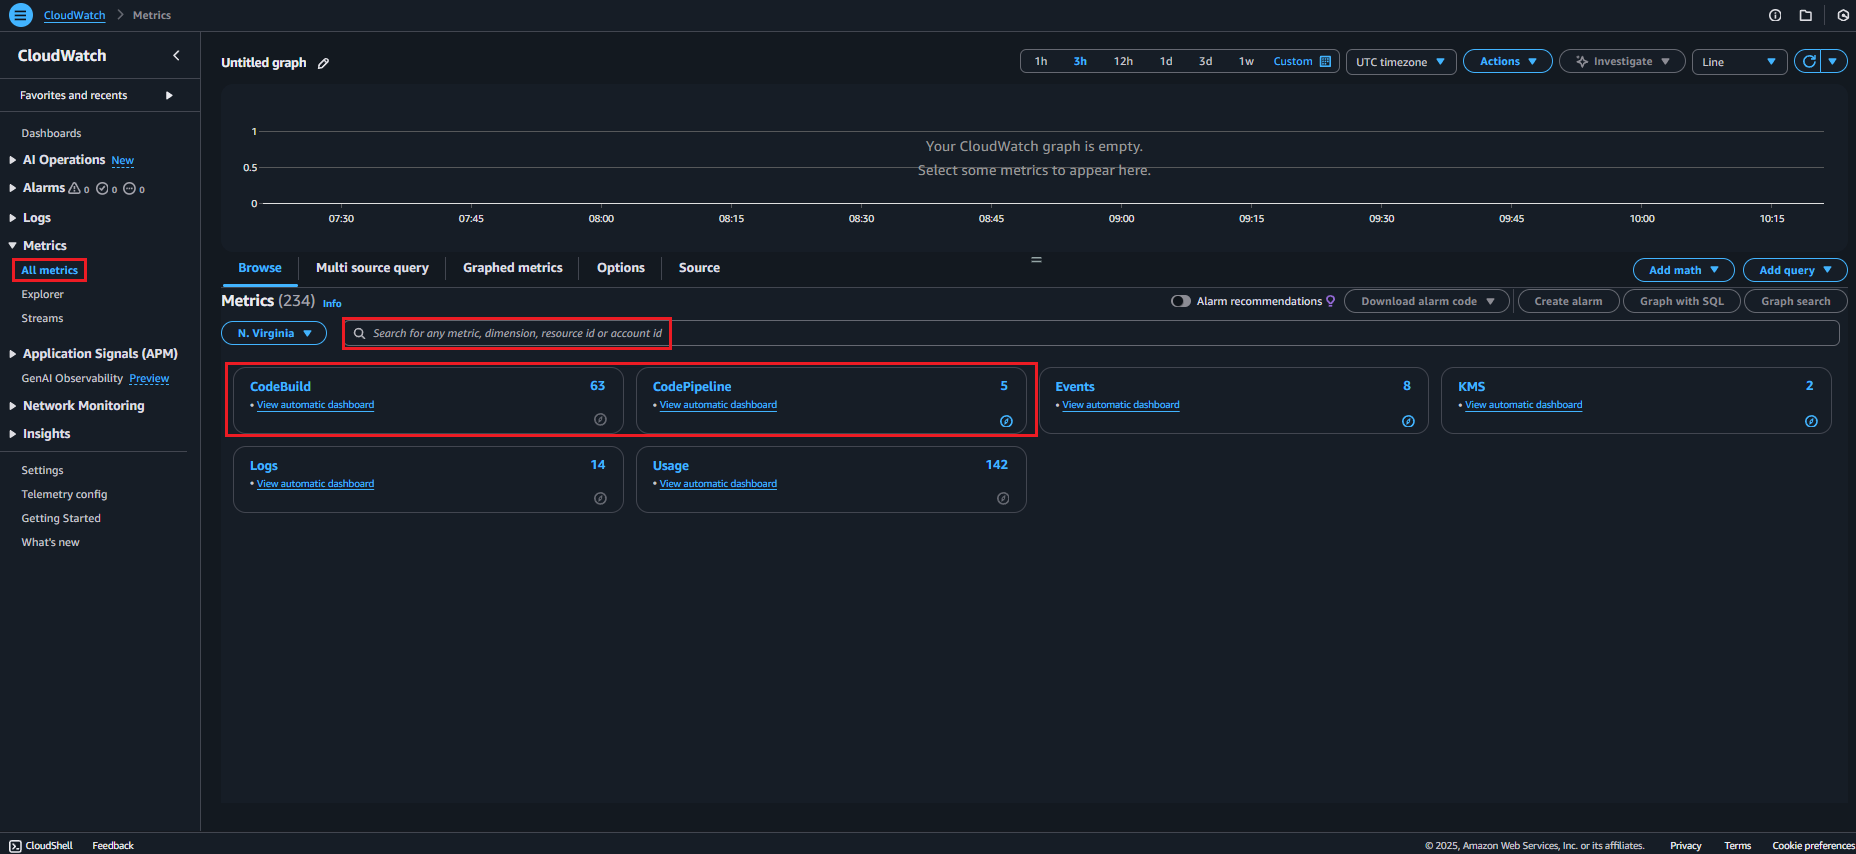 CloudWatch > Metrics
CloudWatch
Favorites and recents
Dashboards
AI Operations New
Alarms 0 0 0
Logs
Metrics
All metrics
Explorer
Streams
Application Signals (APM)
GenAI Observability Preview
Network Monitoring
Insights
Settings
Telemetry config
Getting Started
What's new
Untitled graph
1h 3h 12h 1d 3d 1w Custom UTC timezone Actions Investigate Line
1
0.5
0
Your CloudWatch graph is empty.
Select some metrics to appear here.
07:30 07:45 08:00 08:15 08:30 08:45 09:00 09:15 09:30 09:45 10:00 10:15
Browse Multi source query Graphed metrics Options Source
Add math Add query
Metrics (234) Info
Alarm recommendations Download alarm code Create alarm Graph with SQL Graph search
N. Virginia Search for any metric, dimension, resource id or account id
CodeBuild 63
• View automatic dashboard
CodePipeline 5
• View automatic dashboard
Events 8
• View automatic dashboard
KMS 2
• View automatic dashboard
Logs 14
• View automatic dashboard
Usage 142
• View automatic dashboard
CloudShell Feedback
© 2025, Amazon Web Services, Inc. or its affiliates. Privacy Terms Cookie preferences